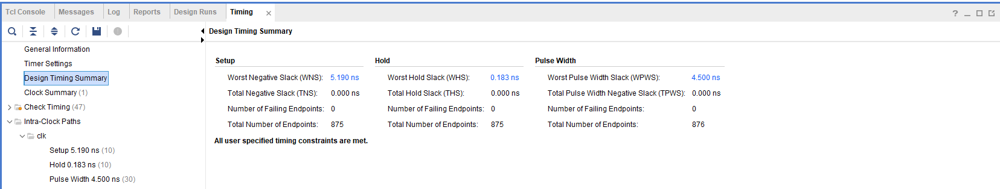 Tcl Console Messages Log Reports Design Runs Timing
?
Design Timing Summary
General Information
Timer Settings
Design Timing Summary
Clock Summary (1)
Check Timing (47)
Intra-Clock Paths
clk
Setup 5.190 ns (10)
Hold 0.183 ns (10)
Pulse Width 4.500 ns (30)
Setup Hold Pulse Width
Worst Negative Slack (WNS): 5.190 ns Worst Hold Slack (WHS): 0.183 ns Worst Pulse Width Slack (WPWS): 4.500 ns
Total Negative Slack (TNS): 0.000 ns Total Hold Slack (THS): 0.000 ns Total Pulse Width Negative Slack (TPWS): 0.000 ns
Number of Failing Endpoints: 0 Number of Failing Endpoints: 0 Number of Failing Endpoints: 0
Total Number of Endpoints: 875 Total Number of Endpoints: 875 Total Number of Endpoints: 876
All user specified timing constraints are met.